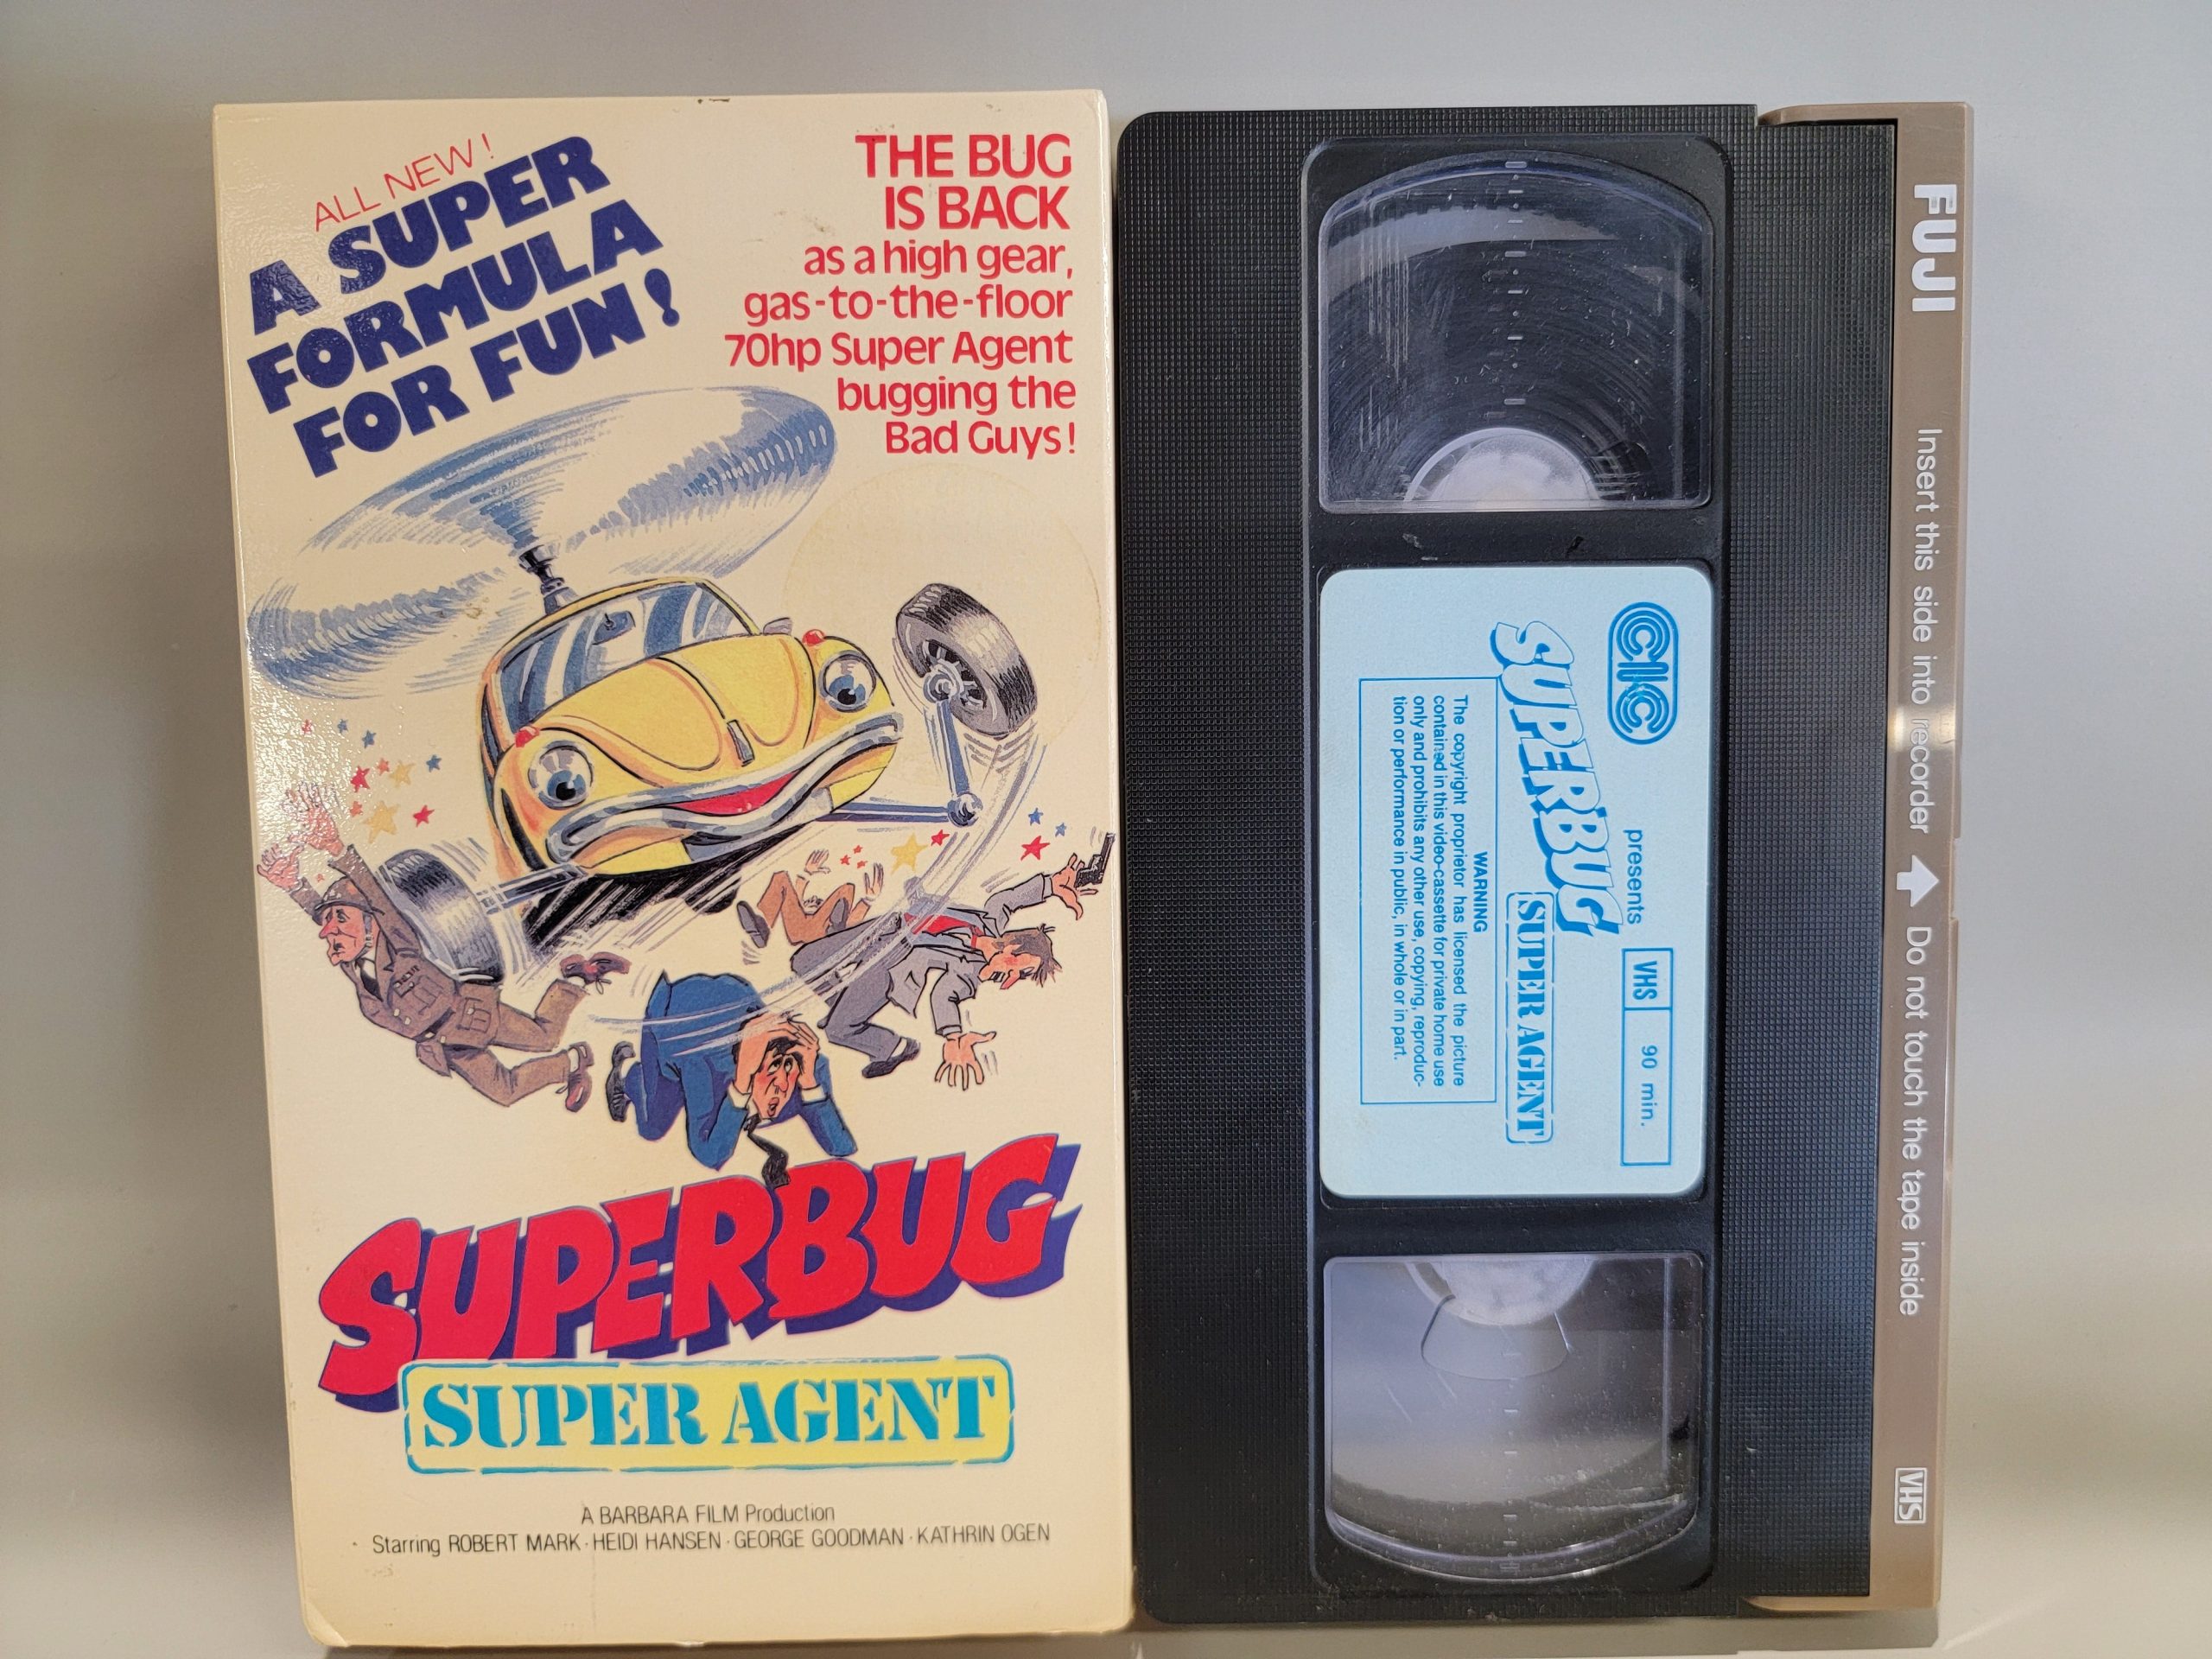 ALL NEW!
A SUPER
FORMULA
FOR FUN!
THE BUG
IS BACK
as a high gear,
gas-to-the-floor
70hp Super Agent
bugging the
Bad Guys!
SUPERBUG
SUPER AGENT
A BARBARA FILM Production
Starring ROBERT MARK · HEIDI HANSEN · GEORGE GOODMAN · KATHRIN OGEN
CIC
presents
VHS 90 min.
SUPERBUG
SUPER AGENT
WARNING
The copyright proprietor has licensed the picture
contained in this video-cassette for private home use
only and prohibits any other use, copying, reproduc-
tion or performance in public, in whole or in part.
FUJI Insert this side into recorder Do not touch the tape inside VHS